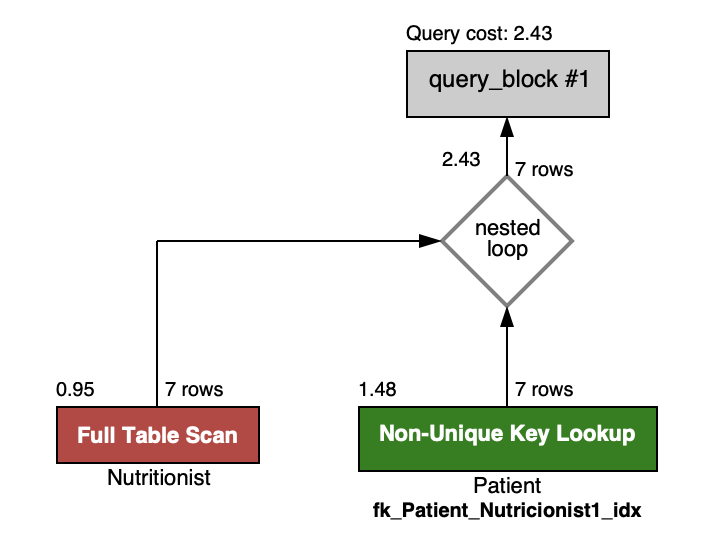 Query cost: 2.43
query_block #1
2.43
7 rows
nested
loop
0.95
7 rows
1.48
7 rows
Full Table Scan
Non-Unique Key Lookup
Nutritionist
Patient
fk_Patient_Nutricionist1_idx